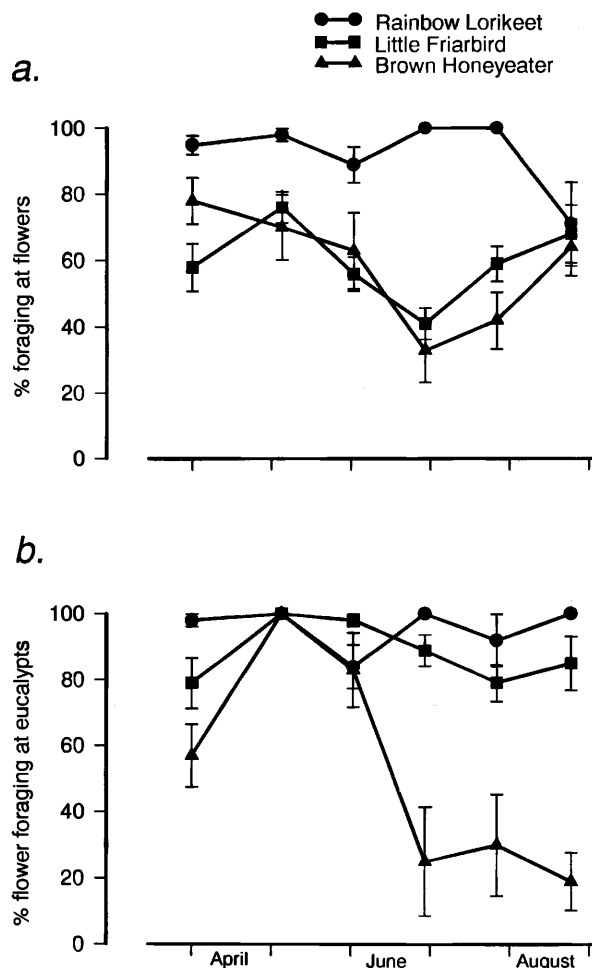 Rainbow Lorikeet
Little Friarbird
Brown Honeyeater
a.
100
80
60
40
20
0
% foraging at flowers
b.
100
80
60
40
20
0
% flower foraging at eucalypts
April
June
August